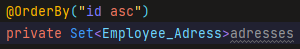 @OrderBy("id asc")
private Set<Employee_Adress>adresses